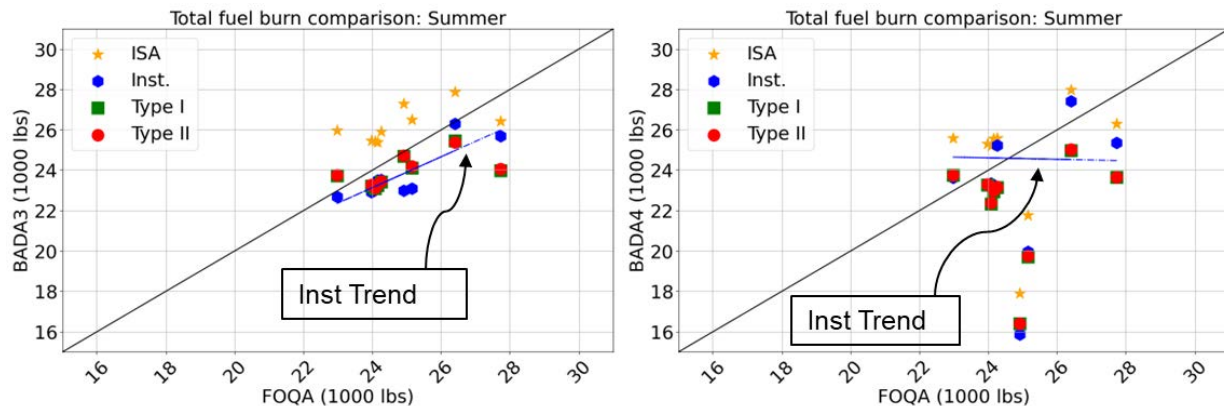 Total fuel burn comparison: Summer
BADA3 (1000 lbs)
30
28
26
24
22
20
18
16
ISA
Inst.
Type I
Type II
Inst Trend
16
18
20
22
24
26
28
30
FOQA (1000 lbs)
Total fuel burn comparison: Summer
BADA4 (1000 lbs)
30
28
26
24
22
20
18
16
ISA
Inst.
Type I
Type II
Inst Trend
16
18
20
22
24
26
28
30
FOQA (1000 lbs)